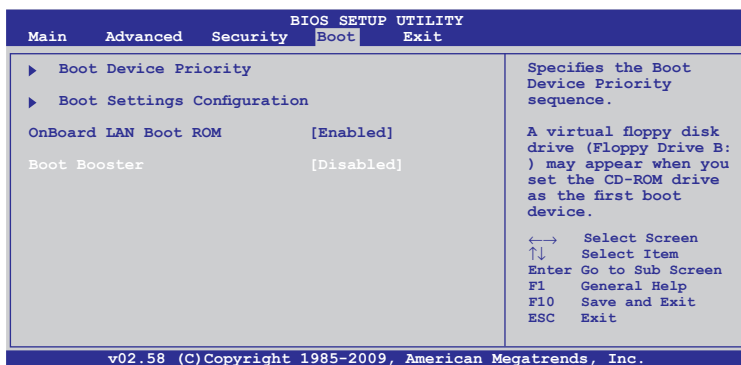 BIOS SETUP UTILITY
Main Advanced Security Boot Exit
Boot Device Priority
Boot Settings Configuration
OnBoard LAN Boot ROM [Enabled]
Boot Booster [Disabled]
Specifies the Boot
Device Priority
sequence.
A virtual floppy disk
drive (Floppy Drive B:
) may appear when you
set the CD-ROM drive
as the first boot
device.
←→ Select Screen
↑↓ Select Item
Enter Go to Sub Screen
F1 General Help
F10 Save and Exit
ESC Exit
v02.58 (C)Copyright 1985-2009, American Megatrends, Inc.